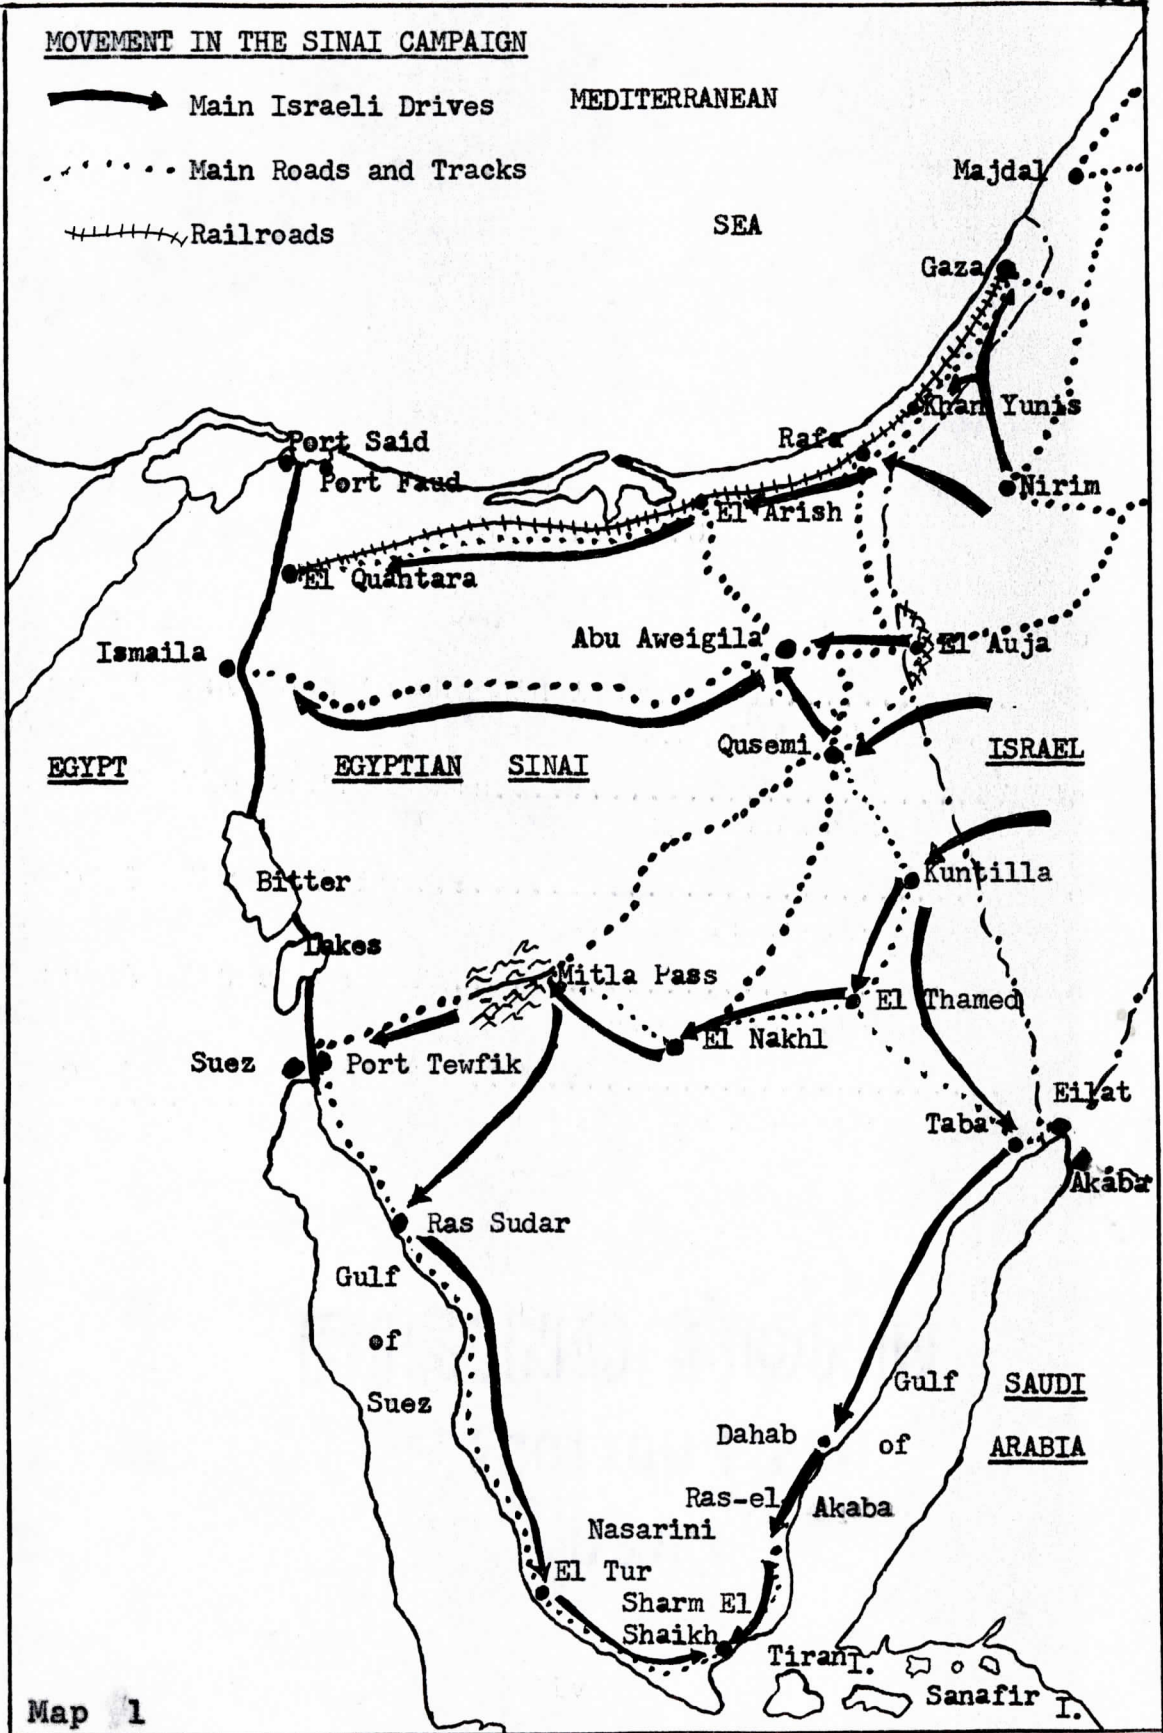 MOVEMENT IN THE SINAI CAMPAIGN
Main Israeli Drives
MEDITERRANEAN
Main Roads and Tracks
Majdal
Railroads
SEA
Gaza
Khan Yunis
Port Said
Rafa
Port Faud
Nirim
El Arish
El Quantara
Ismaila
Abu Aweigila
El Auja
Qusemi
EGYPT
EGYPTIAN SINAI
ISRAEL
Bitter
Kuntilla
Lakes
Mitla Pass
El Thamed
El Nakhl
Suez
Port Tewfik
Eilat
Taba
Akaba
Ras Sudar
Gulf
of
Suez
Gulf
of
Akaba
SAUDI
ARABIA
Dahab
Ras-el
Nasarini
El Tur
Sharm El
Shaikh
Tiran I.
Sanafir I.
Map 1